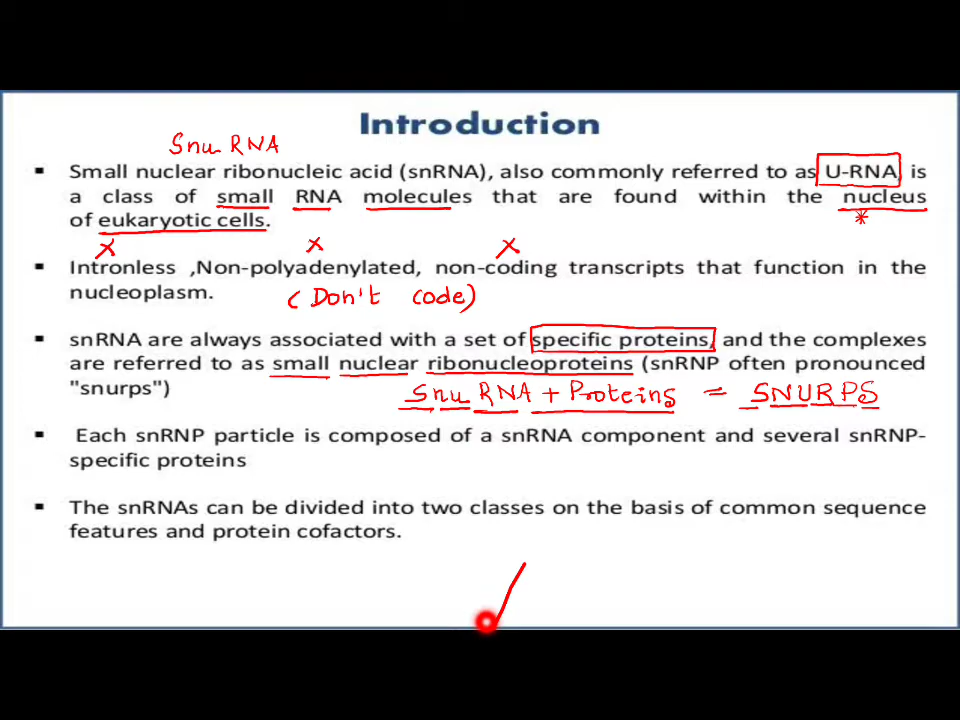 Introduction
Snu RNA
▪ Small nuclear ribonucleic acid (snRNA), also commonly referred to as U-RNA, is
a class of small RNA molecules that are found within the nucleus
of eukaryotic cells.
*
x x x
▪ Intronless ,Non-polyadenylated, non-coding transcripts that function in the
nucleoplasm.
(Don't code)
▪ snRNA are always associated with a set of specific proteins, and the complexes
are referred to as small nuclear ribonucleoproteins (snRNP often pronounced
"snurps")
Snu RNA + Proteins = SNURPS
▪ Each snRNP particle is composed of a snRNA component and several snRNP-
specific proteins
▪ The snRNAs can be divided into two classes on the basis of common sequence
features and protein cofactors.